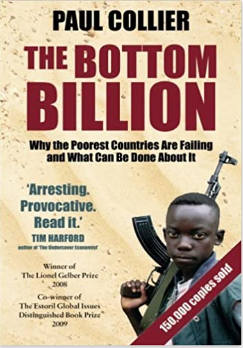 PAUL COLLIER
THE BOTTOM
BILLION
Why the Poorest Countries Are Failing
and What Can Be Done About It
'Arresting.
Provocative.
Read it.'
TIM HARFORD
author of 'The Undercover Economist'
Winner of
The Lionel Gelber Prize
2008
Co-winner of
The Estoril Global Issues
Distinguished Book Prize
2009
150,000 copies sold